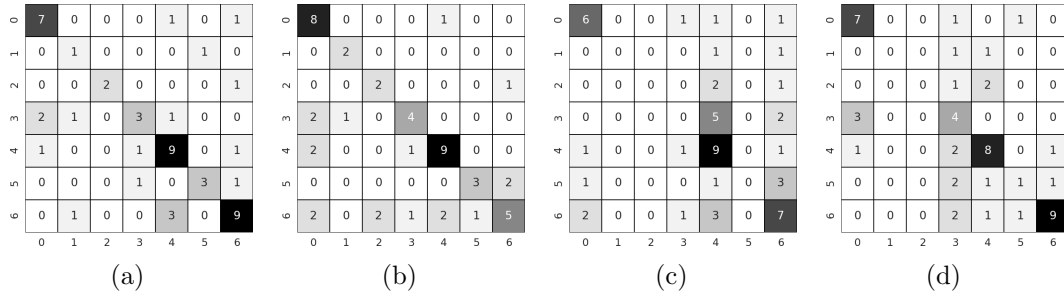 0 7 0 0 0 1 0 1
1 0 1 0 0 0 1 0
2 0 0 2 0 0 0 1
3 2 1 0 3 1 0 0
4 1 0 0 1 9 0 1
5 0 0 0 1 0 3 1
6 0 1 0 0 3 0 9
0 1 2 3 4 5 6
(a)
0 8 0 0 0 1 0 0
1 0 2 0 0 0 0 0
2 0 0 2 0 0 0 1
3 2 1 0 4 0 0 0
4 2 0 0 1 9 0 0
5 0 0 0 0 0 3 2
6 2 0 2 1 2 1 5
0 1 2 3 4 5 6
(b)
0 6 0 0 1 1 0 1
1 0 0 0 0 1 0 1
2 0 0 0 0 2 0 1
3 0 0 0 0 5 0 2
4 1 0 0 1 9 0 1
5 1 0 0 0 1 0 3
6 2 0 0 1 3 0 7
0 1 2 3 4 5 6
(c)
0 7 0 0 1 0 1 0
1 0 0 0 1 1 0 0
2 0 0 0 1 2 0 0
3 3 0 0 4 0 0 0
4 1 0 0 2 8 0 1
5 0 0 0 2 1 1 1
6 0 0 0 2 1 1 9
0 1 2 3 4 5 6
(d)